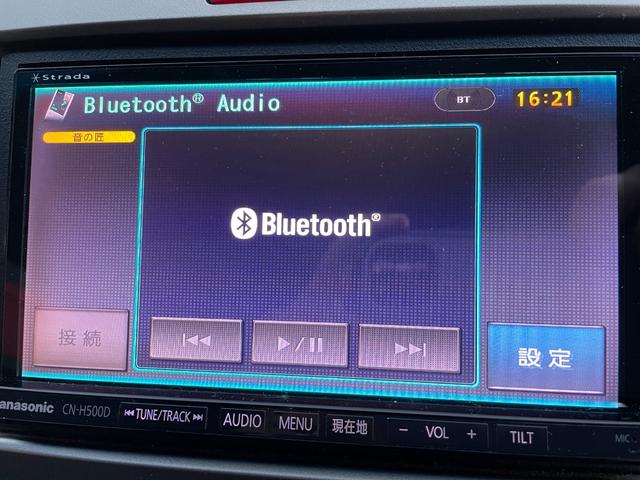 Strada
Bluetooth® Audio BT 16:21
音の匠
Bluetooth®
接続 設定
anasonic CN-H500D TUNE/TRACK AUDIO MENU 現在地 − VOL + TILT MIC